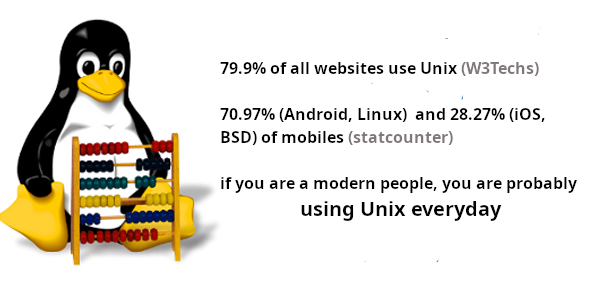 79.9% of all websites use Unix (W3Techs)
70.97% (Android, Linux) and 28.27% (iOS,
BSD) of mobiles (statcounter)
if you are a modern people, you are probably
using Unix everyday